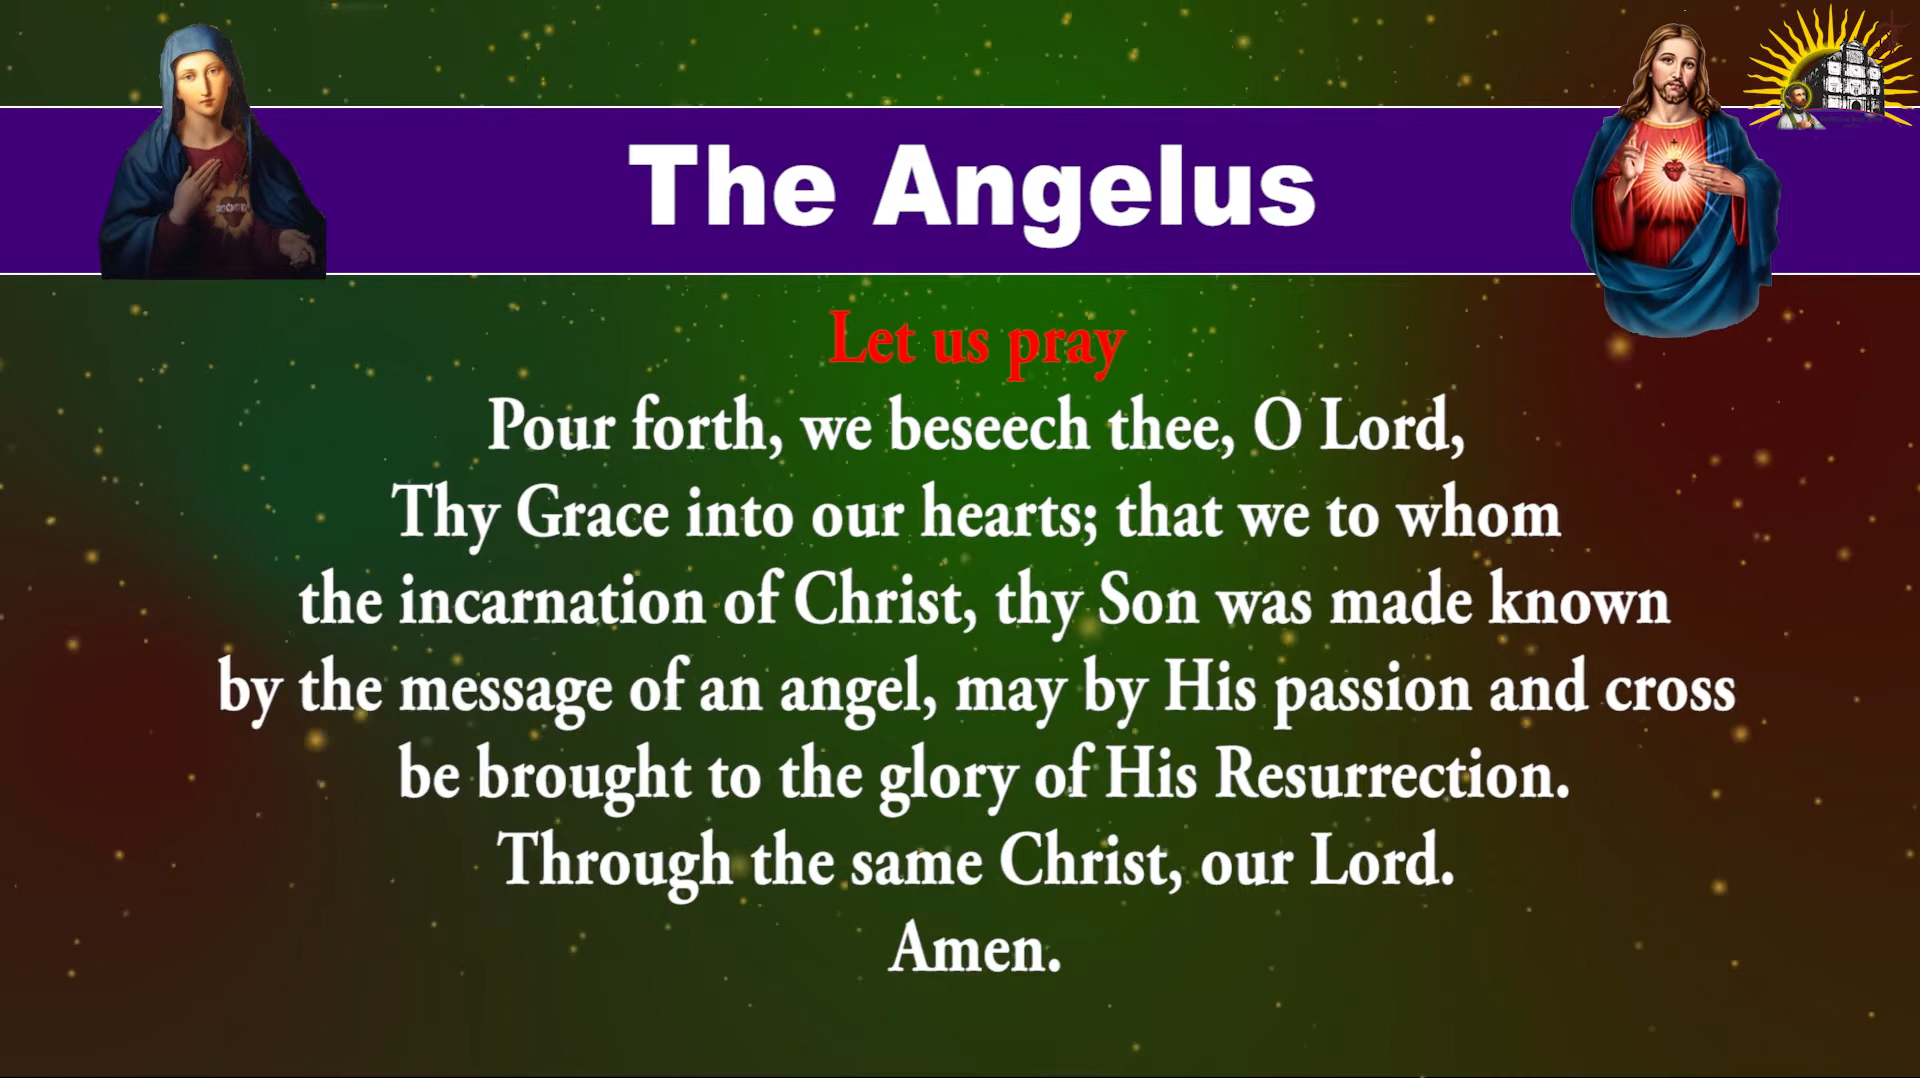 The Angelus
Let us pray
Pour forth, we beseech thee, O Lord,
Thy Grace into our hearts; that we to whom
the incarnation of Christ, thy Son was made known
by the message of an angel, may by His passion and cross
be brought to the glory of His Resurrection.
Through the same Christ, our Lord.
Amen.